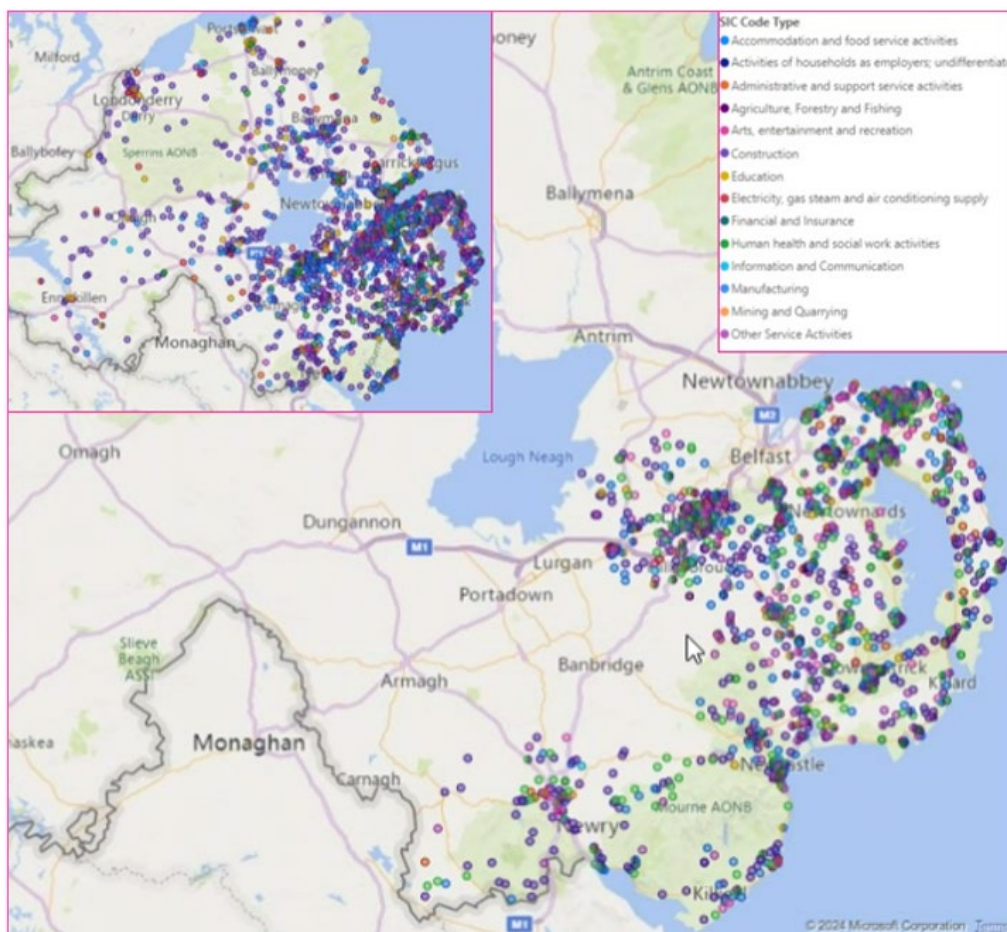 Milford
Londonderry
Derry
Ballymoney
Ballybofey
Sperrins AONB
Ballymena
Newtownabbey
Enniskillen
Monaghan
Antrim Coast
& Glens AONB
Ballymena
Antrim
Newtownabbey
M2
Belfast
Omagh
Lough Neagh
Newtownards
Dungannon
M1
Lurgan
Portadown
Slieve
Beagh
ASSI
Banbridge
Armagh
Monaghan
Carnagh
Mourne AONB
M1
SIC Code Type
Accommodation and food service activities
Activities of households as employers; undifferentiat
Administrative and support service activities
Agriculture, Forestry and Fishing
Arts, entertainment and recreation
Construction
Education
Electricity, gas steam and air conditioning supply
Financial and Insurance
Human health and social work activities
Information and Communication
Manufacturing
Mining and Quarrying
Other Service Activities
© 2024 Microsoft Corporation Terms